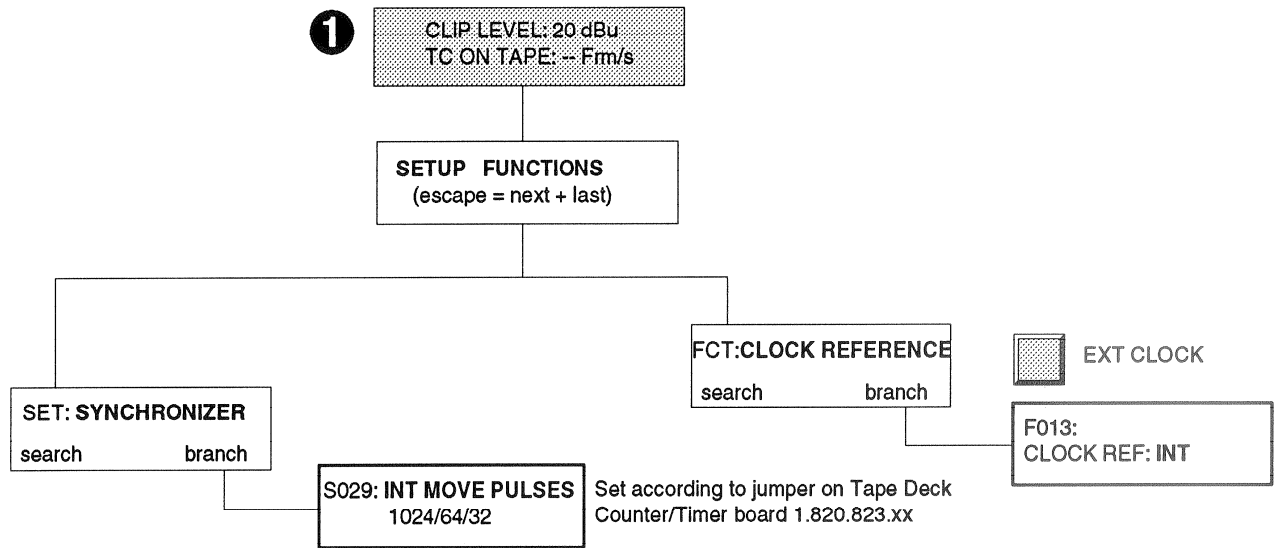 1
CLIP LEVEL: 20 dBu
TC ON TAPE: -- Frm/s
SETUP FUNCTIONS
(escape = next + last)
FCT:CLOCK REFERENCE
search branch
EXT CLOCK
SET: SYNCHRONIZER
search branch
F013:
CLOCK REF: INT
S029: INT MOVE PULSES
1024/64/32
Set according to jumper on Tape Deck
Counter/Timer board 1.820.823.xx